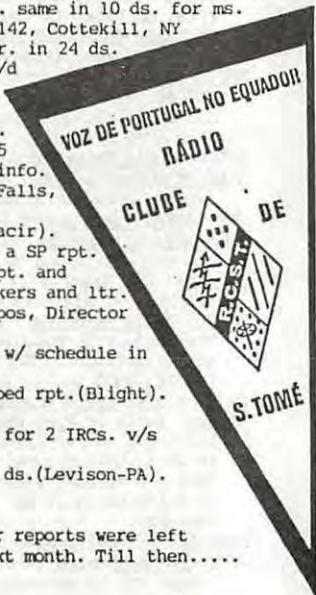 . same in 10 ds. for ms.
142, Cottekill, NY
r. in 24 ds.
/d
.
5
info.
Falls,
acir).
a SP rpt.
pt. and
kers and ltr.
pos, Director
w/ schedule in
ped rpt.(Blight).
for 2 IRCs. v/s
ds.(Levison-PA).
r reports were left
xt month. Till then.....
VOZ DE PORTUGAL NO EQUADOR
RÁDIO
CLUBE DE
R.C.S.T.
S.TOMÉ